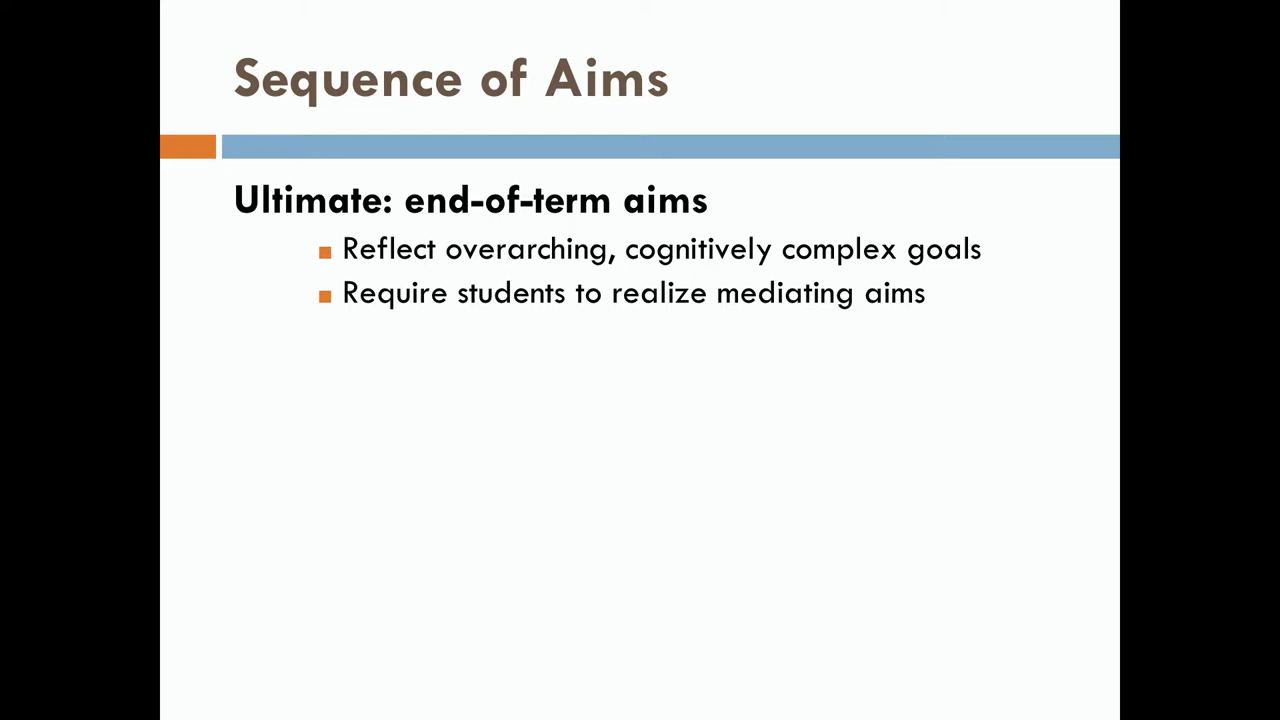 Sequence of Aims
Ultimate: end-of-term aims
Reflect overarching, cognitively complex goals
Require students to realize mediating aims